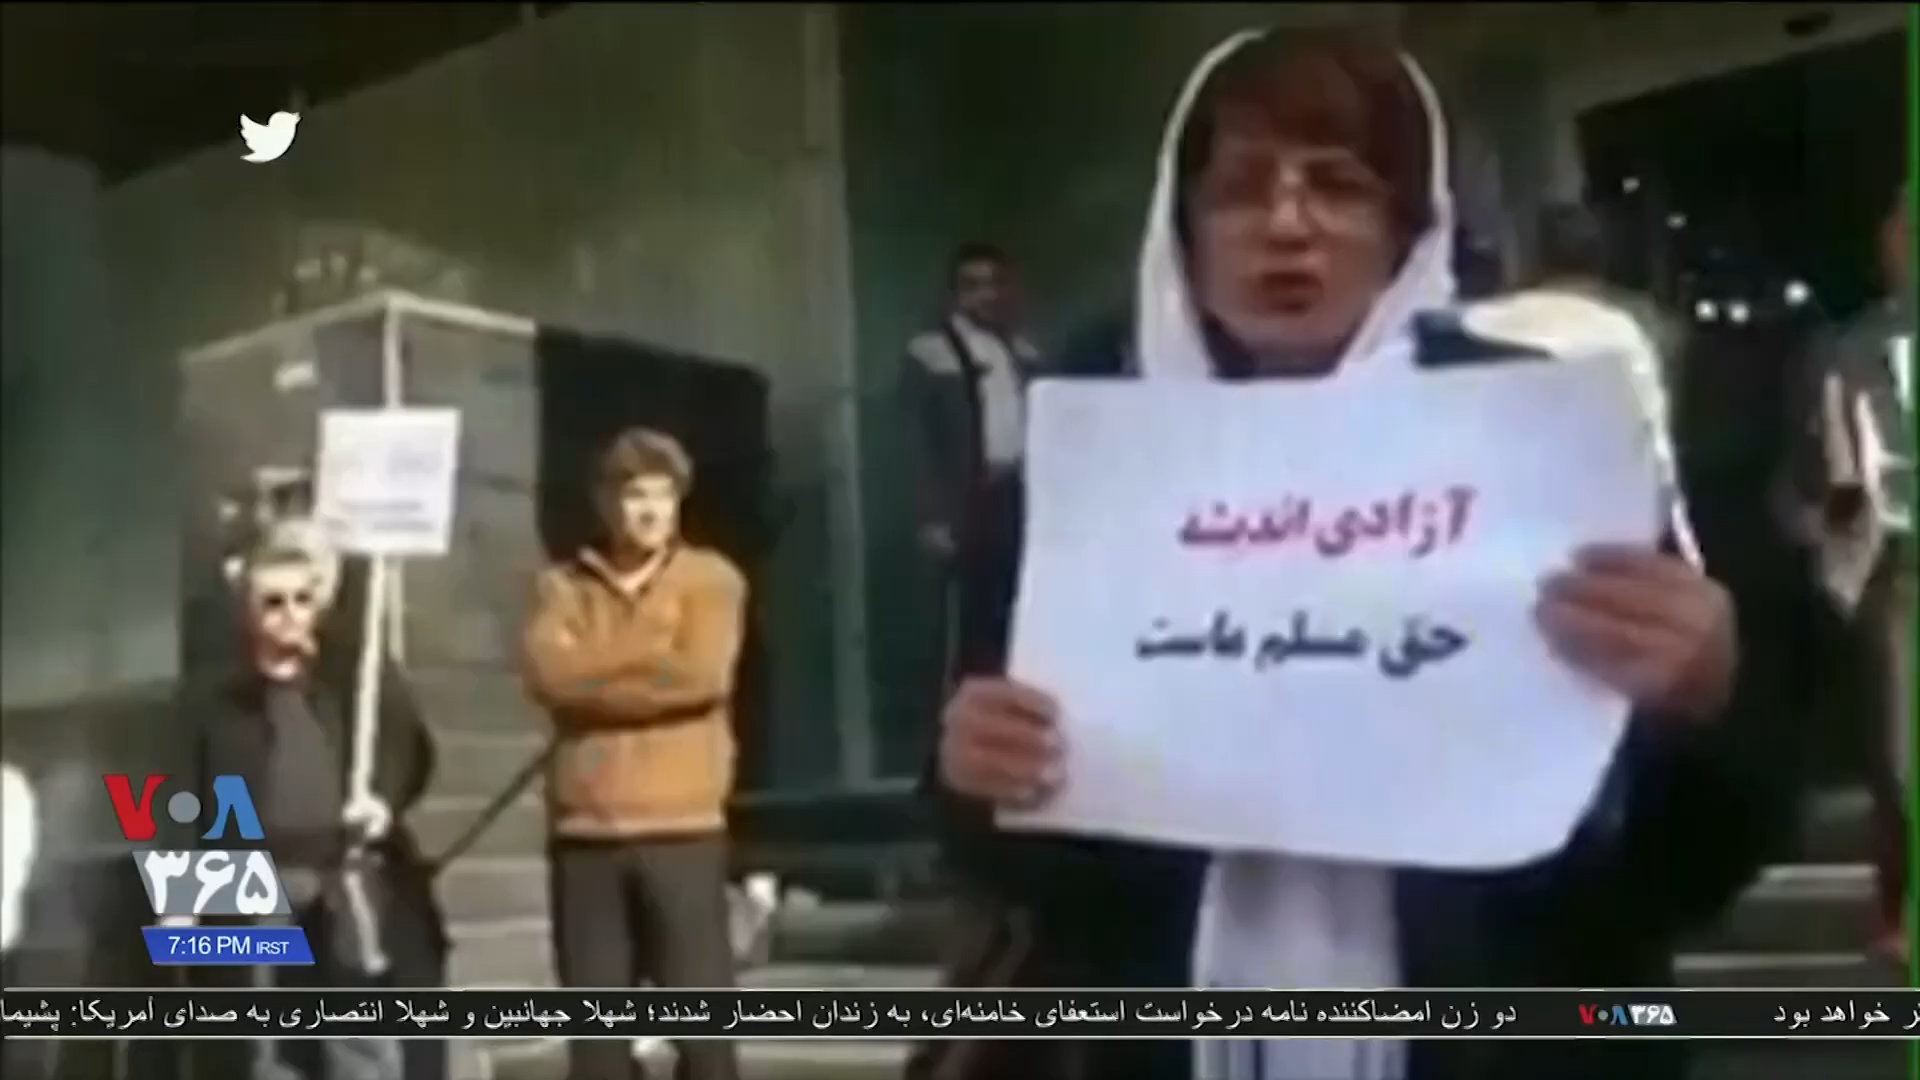 آزادی اندیشه
حق مسلم ماست
VOA
۳۶۵
7:16 PM IRST
ر خواهد بود VOA۳۶۵ دو زن امضاکننده نامه درخواست استعفای خامنه‌ای، به زندان احضار شدند؛ شهلا جهانبین و شهلا انتصاری به صدای آمریکا: پشیما